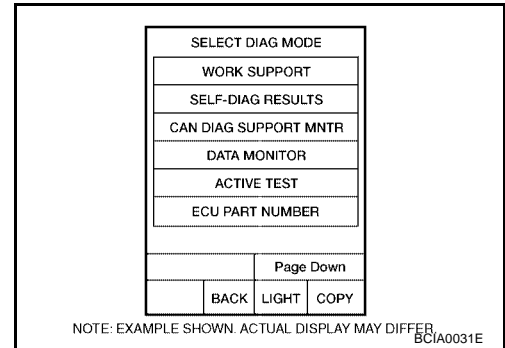 SELECT DIAG MODE
WORK SUPPORT
SELF-DIAG RESULTS
CAN DIAG SUPPORT MNTR
DATA MONITOR
ACTIVE TEST
ECU PART NUMBER
Page Down
BACK LIGHT COPY
NOTE: EXAMPLE SHOWN. ACTUAL DISPLAY MAY DIFFER.
BCIA0031E